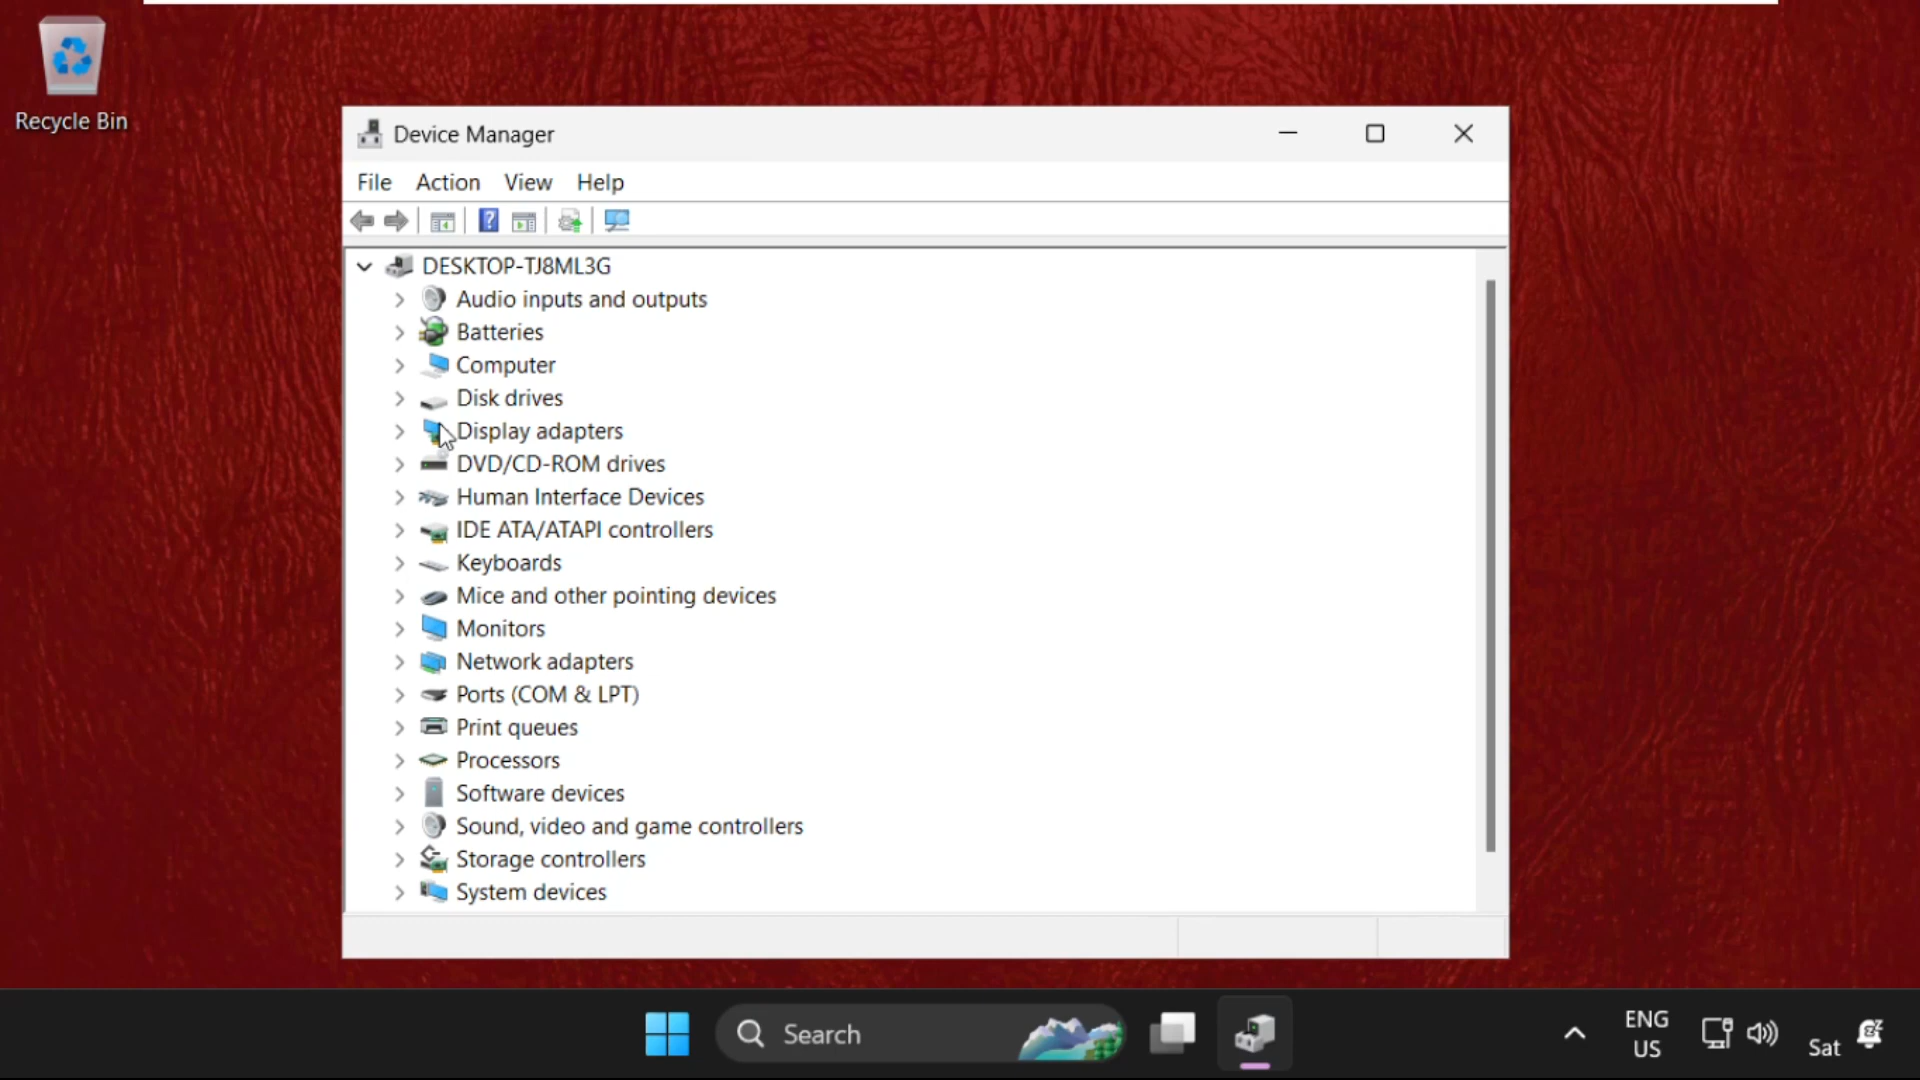 Recycle Bin
Device Manager
File Action View Help
DESKTOP-TJ8ML3G
Audio inputs and outputs
Batteries
Computer
Disk drives
Display adapters
DVD/CD-ROM drives
Human Interface Devices
IDE ATA/ATAPI controllers
Keyboards
Mice and other pointing devices
Monitors
Network adapters
Ports (COM & LPT)
Print queues
Processors
Software devices
Sound, video and game controllers
Storage controllers
System devices
Search
ENG
US
Sat